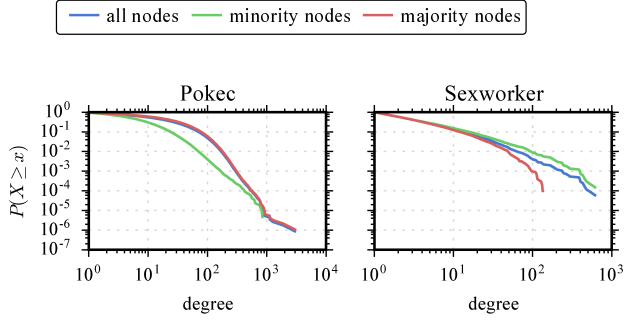 all nodes minority nodes majority nodes
Pokec Sexworker
10^0
10^-1
10^-2
10^-3
10^-4
10^-5
10^-6
10^-7
P(X ≥ x)
10^0 10^1 10^2 10^3 10^4 10^0 10^1 10^2 10^3
degree degree